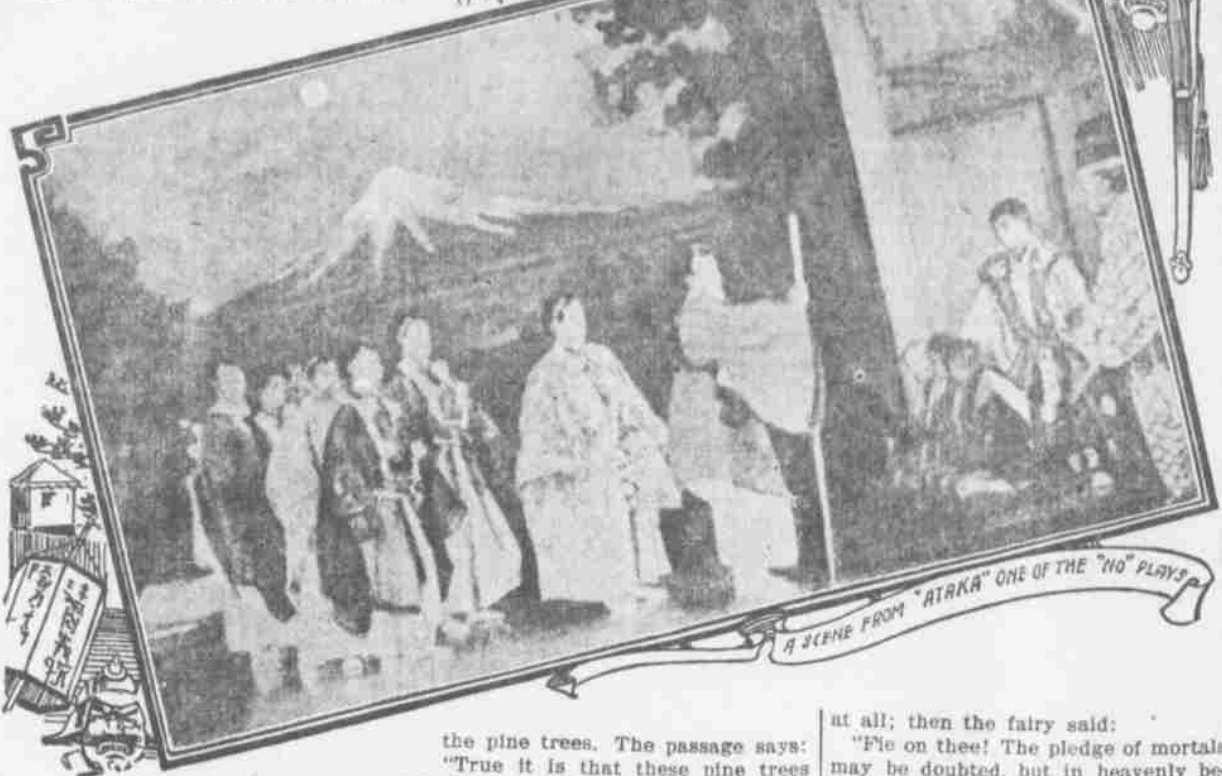 A SCENE FROM "ATAKA" ONE OF THE "NO" PLAYS
the pine trees. The passage says:
"True it is that these pine trees
at all; then the fairy said:
"Fie on thee! The pledge of mortals
may be doubted, but in heavenly be-